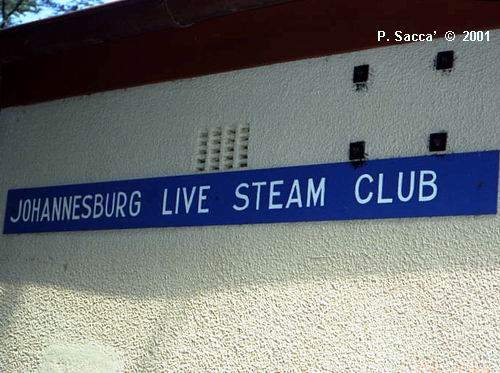 P. Sacca' © 2001
JOHANNESBURG LIVE STEAM CLUB